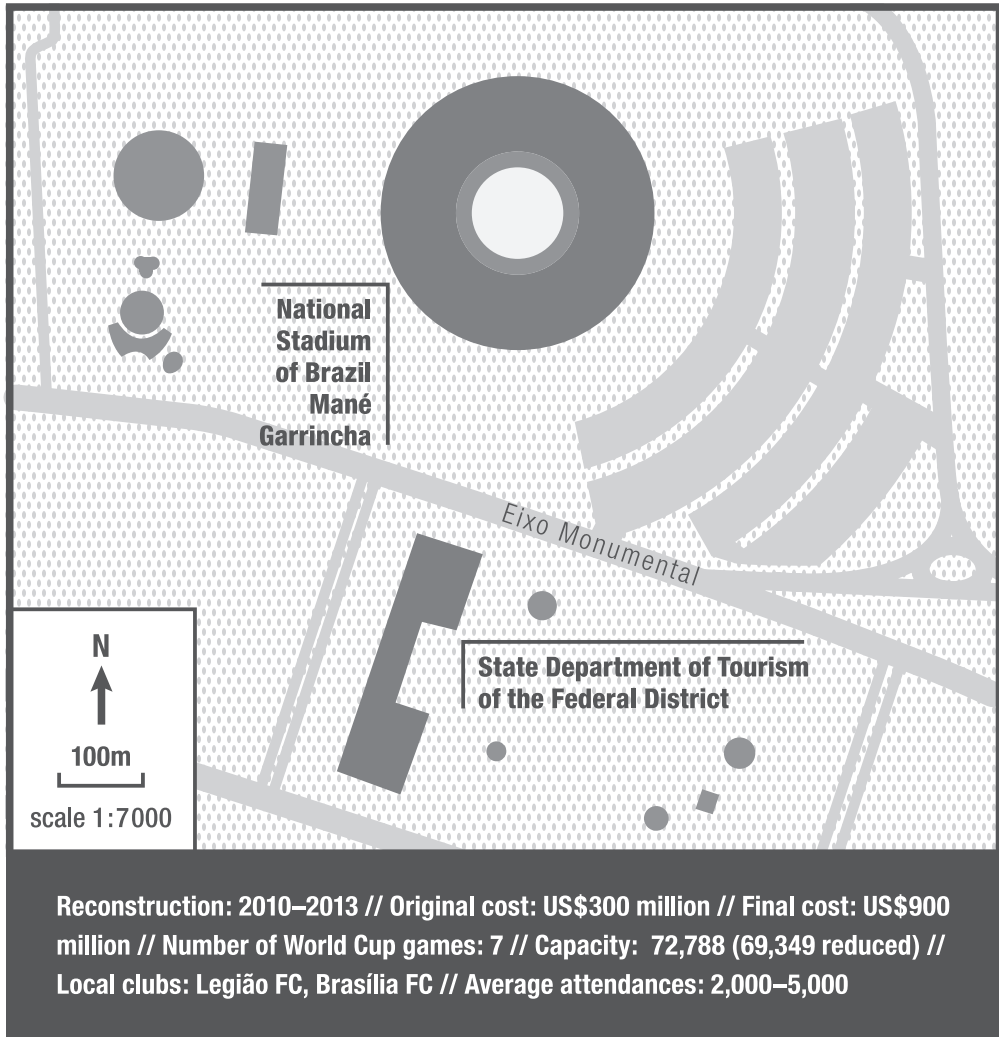 National
Stadium
of Brazil
Mané
Garrincha
Eixo Monumental
State Department of Tourism
of the Federal District
N
100m
scale 1:7000
Reconstruction: 2010–2013 // Original cost: US$300 million // Final cost: US$900
million // Number of World Cup games: 7 // Capacity: 72,788 (69,349 reduced) //
Local clubs: Legião FC, Brasília FC // Average attendances: 2,000–5,000